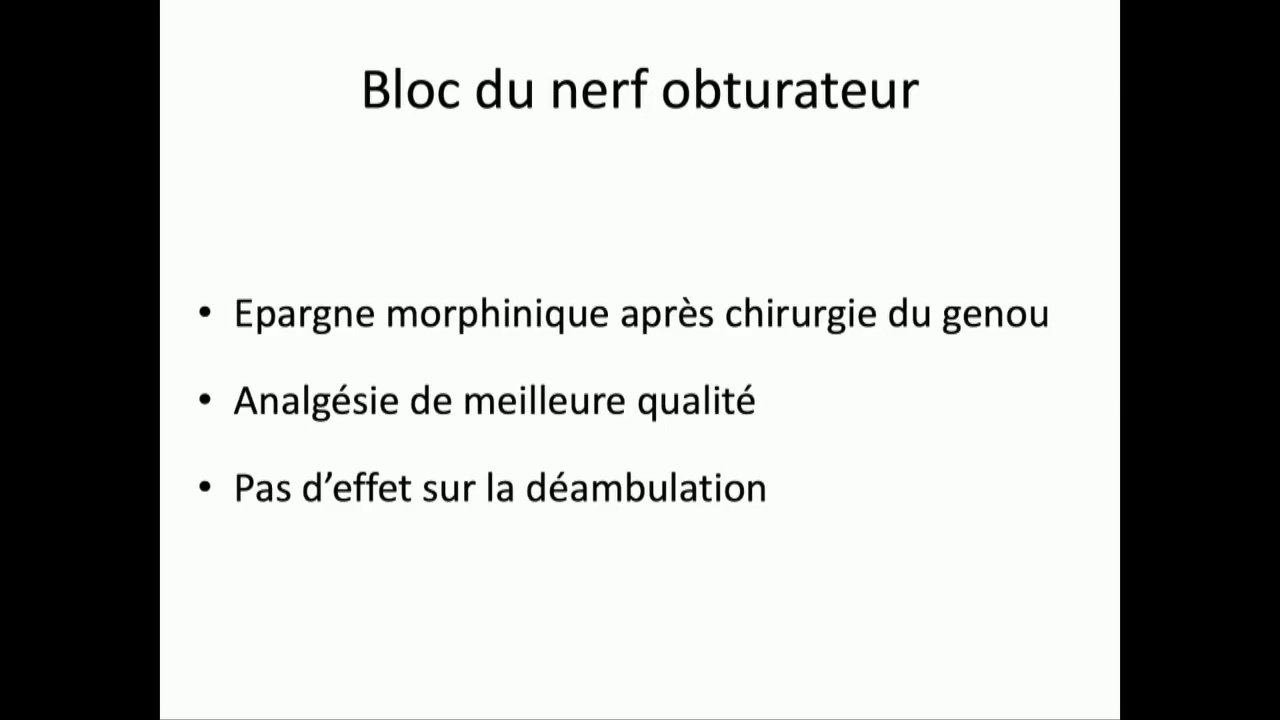 Bloc du nerf obturateur
• Epargne morphinique après chirurgie du genou
• Analgésie de meilleure qualité
• Pas d’effet sur la déambulation